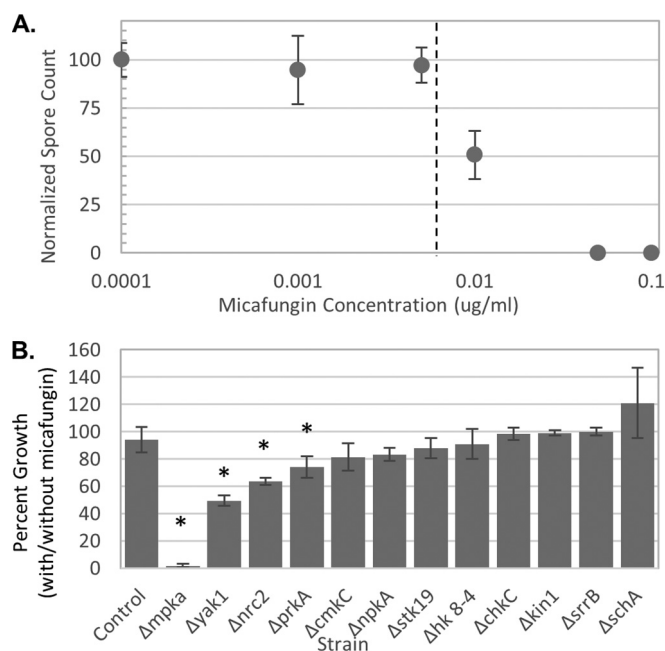 A.
Normalized Spore Count
100
75
50
25
0
0.0001 0.001 0.01 0.1
Micafungin Concentration (ug/ml)
B.
Percent Growth
(with/without micafungin)
160
140
120
100
80
60
40
20
0
* * * *
Control Δmpka Δyak1 Δnrc2 ΔprkA ΔcmkC ΔnpkA Δstk19 Δhk 8-4 ΔchkC Δkin1 ΔsrrB ΔschA
Strain